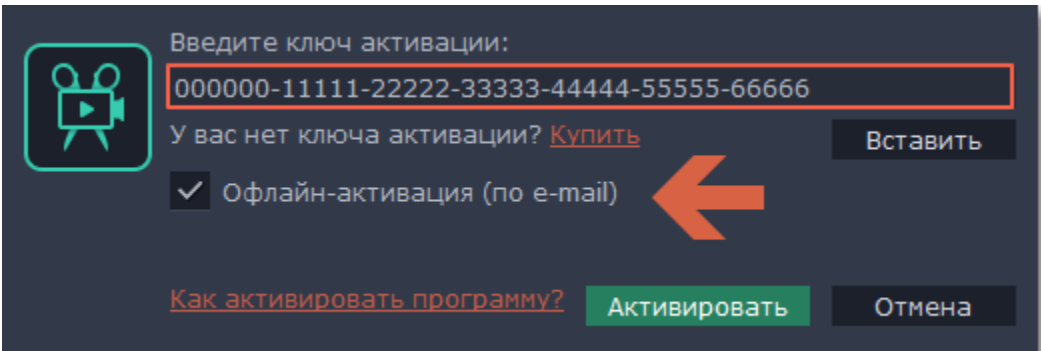 Введите ключ активации:
000000-11111-22222-33333-44444-55555-66666
У вас нет ключа активации? Купить
Вставить
Офлайн-активация (по e-mail)
Как активировать программу?
Активировать
Отмена